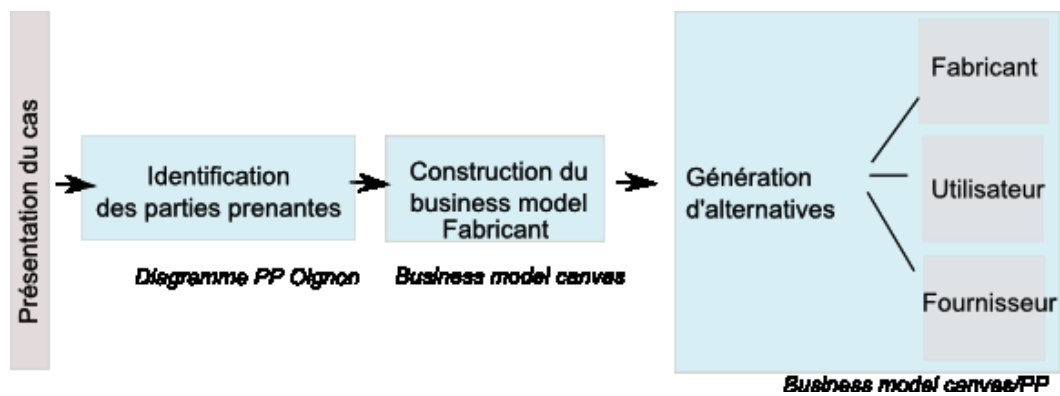 Présentation du cas
Identification
des parties prenantes
Diagramme PP Oignon
Construction du
business model
Fabricant
Business model canvas
Génération
d'alternatives
Fabricant
Utilisateur
Fournisseur
Business model canvas/PP